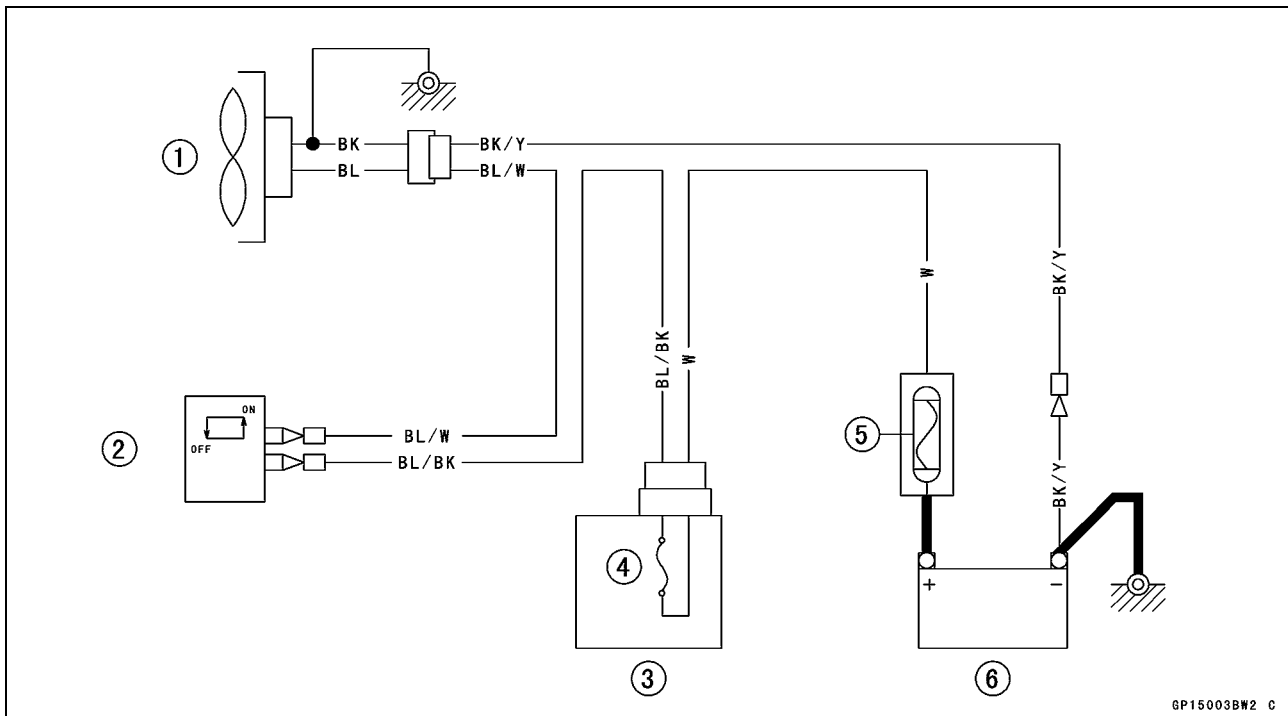 BK
BK/Y
1
BL
BL/W
W
BK/Y
BL/BK
W
ON
OFF
2
BL/W
BL/BK
5
BK/Y
4
+
−
3
6
GP15003BW2 C